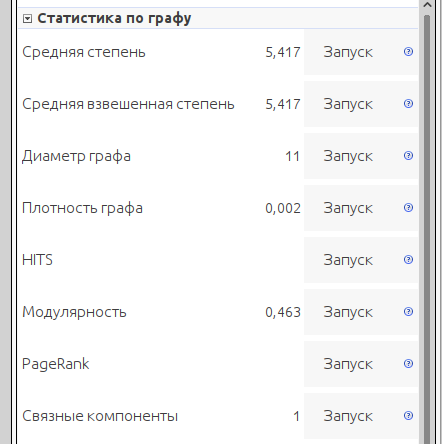 Статистика по графу
Средняя степень 5,417 Запуск
Средняя взвешенная степень 5,417 Запуск
Диаметр графа 11 Запуск
Плотность графа 0,002 Запуск
HITS Запуск
Модулярность 0,463 Запуск
PageRank Запуск
Связные компоненты 1 Запуск